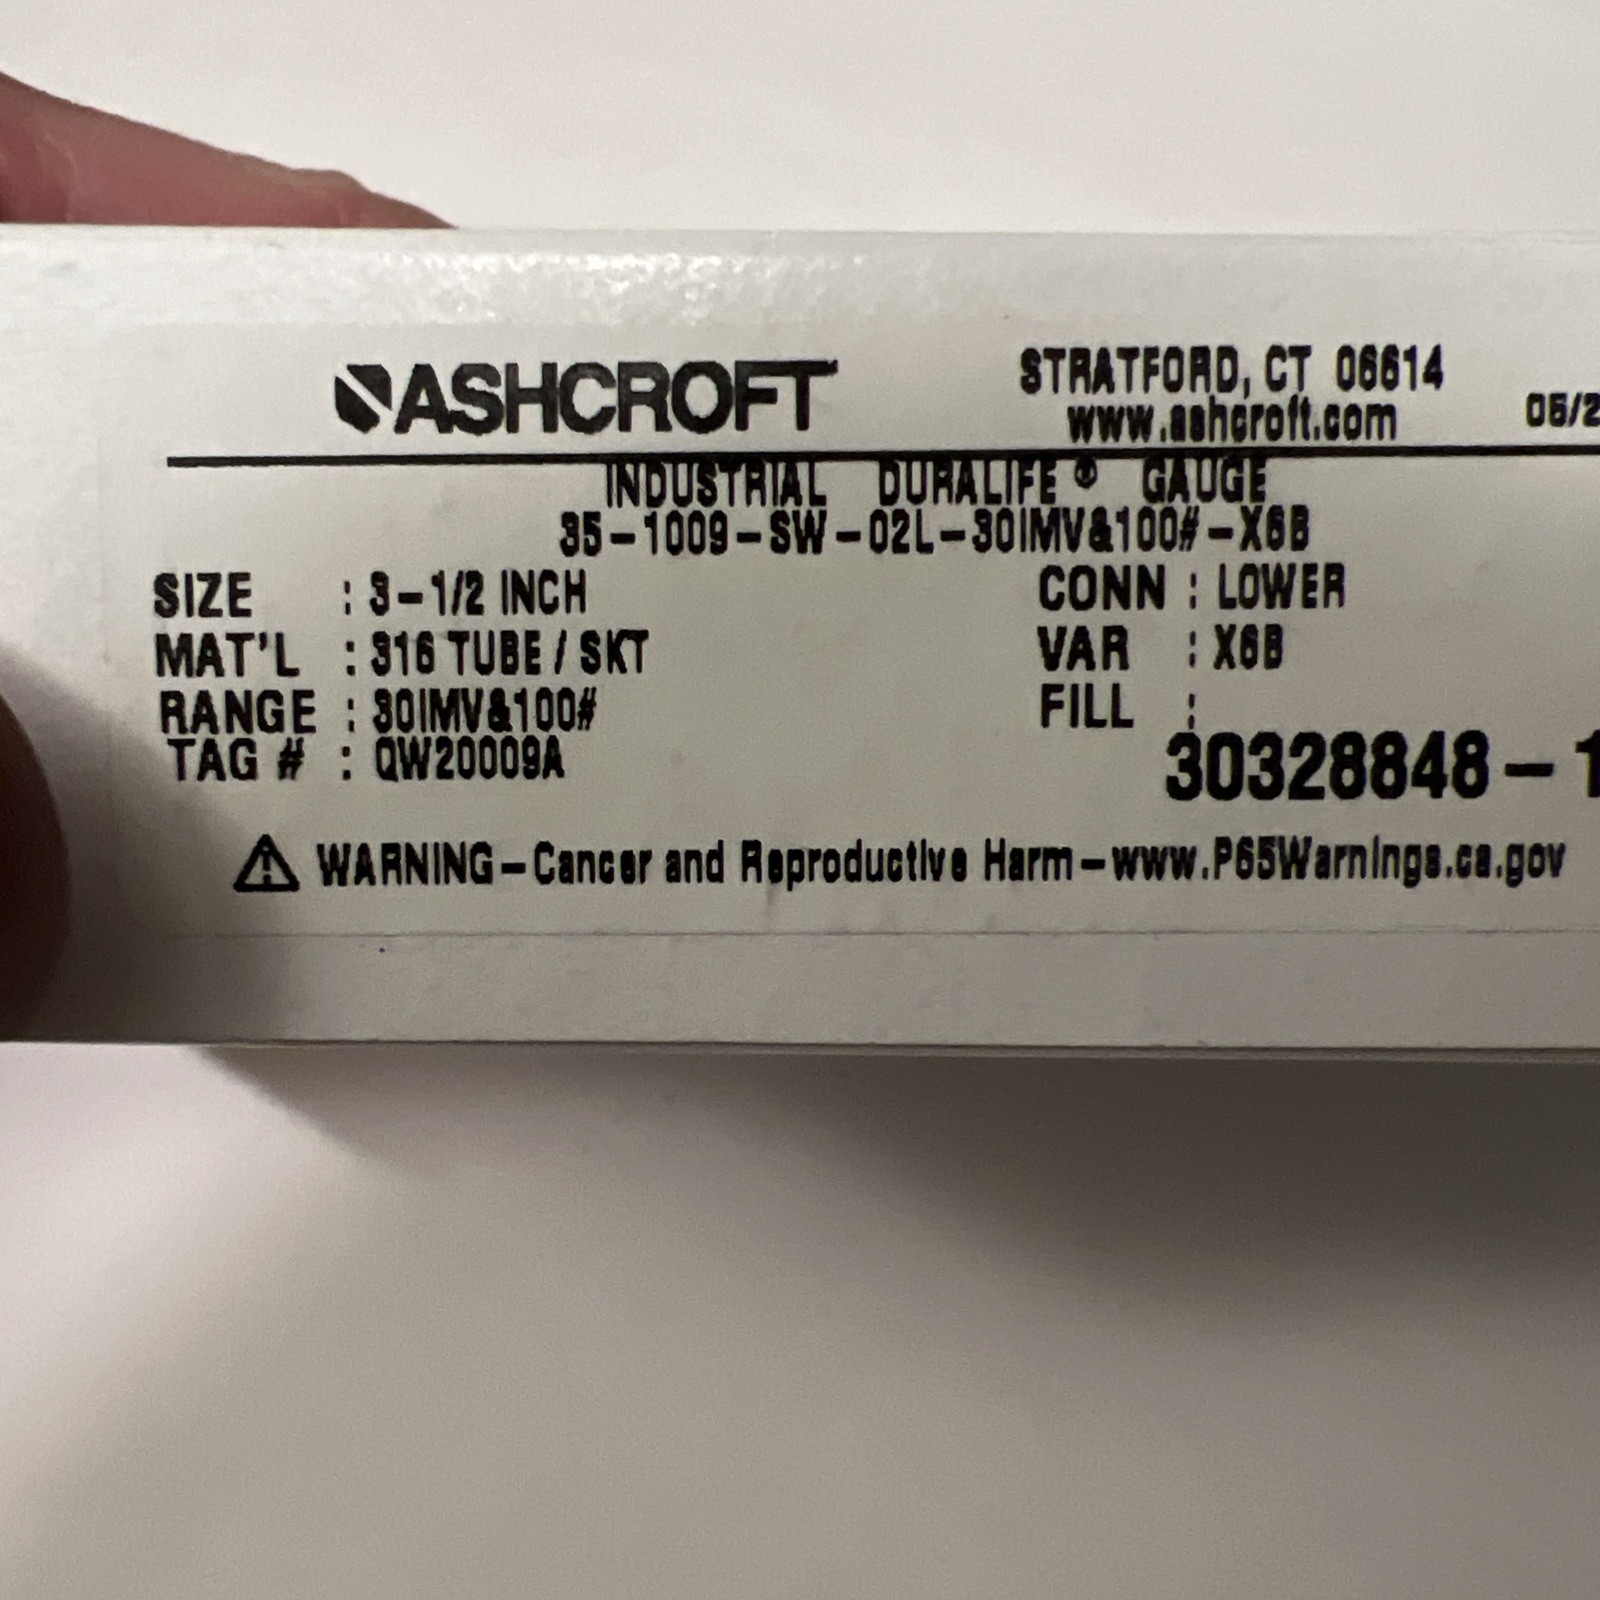 ASHCROFT
STRATFORD, CT 06614
www.ashcroft.com
05/2
INDUSTRIAL DURALIFE® GAUGE
35-1009-SW-02L-30IMV&100#-X6B
SIZE : 3-1/2 INCH
CONN : LOWER
MAT'L : 316 TUBE / SKT
VAR : X6B
RANGE : 30IMV&100#
FILL :
TAG # : QW20009A
30328848-1
⚠ WARNING-Cancer and Reproductive Harm-www.P65Warnings.ca.gov